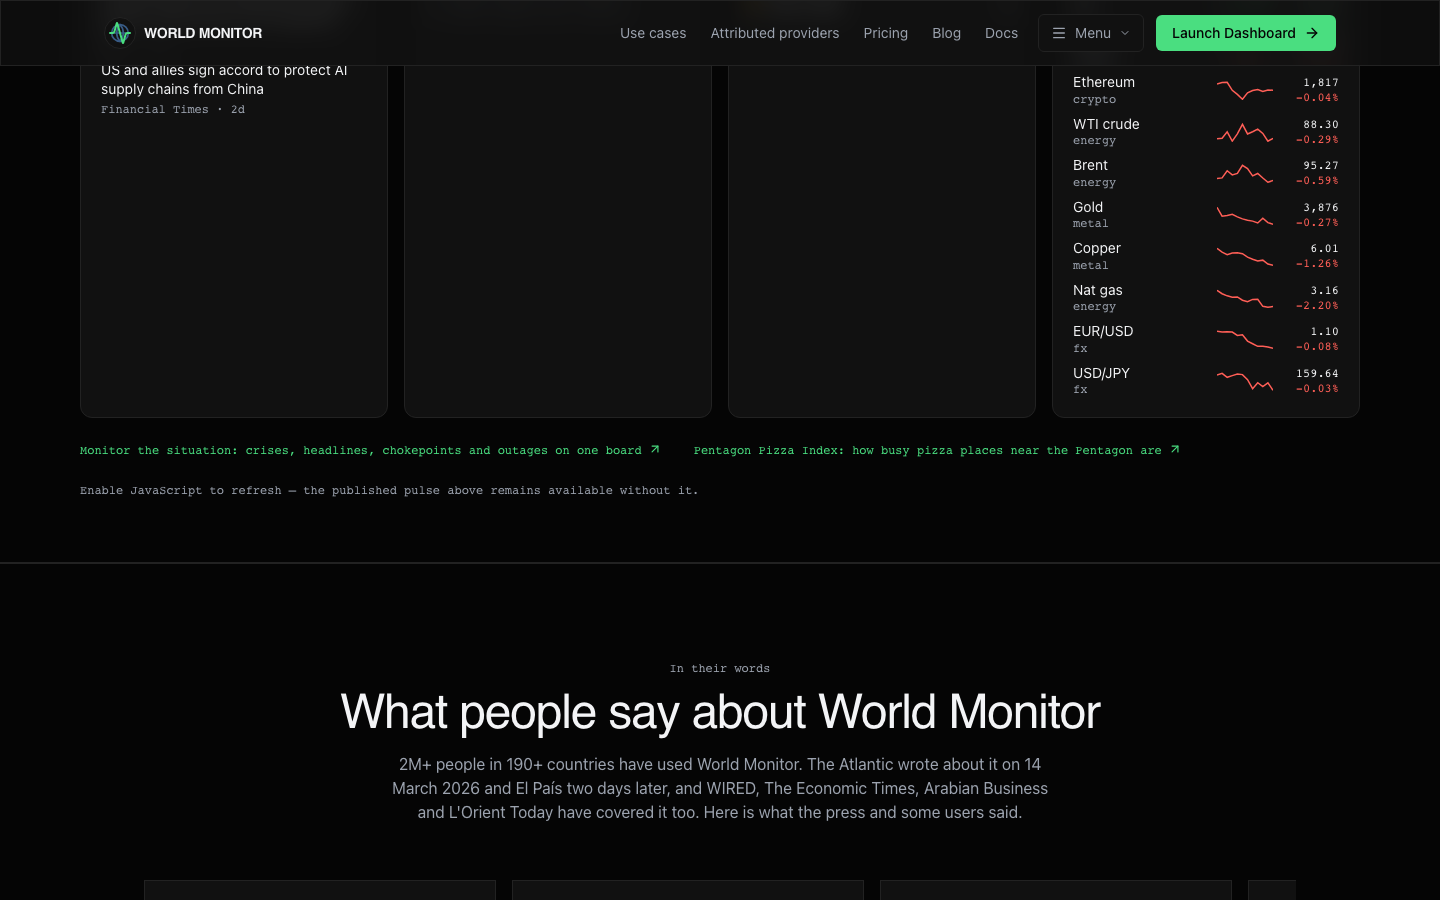 WORLD MONITOR
Use cases
Attributed providers
Pricing
Blog
Docs
Menu
Launch Dashboard
US and allies sign accord to protect AI
supply chains from China
Financial Times · 2d
Ethereum
crypto
1,817
−0.04%
WTI crude
energy
88.30
−0.29%
Brent
energy
95.27
−0.59%
Gold
metal
3,876
−0.27%
Copper
metal
6.01
−1.26%
Nat gas
energy
3.16
−2.20%
EUR/USD
fx
1.10
−0.08%
USD/JPY
fx
159.64
−0.03%
Monitor the situation: crises, headlines, chokepoints and outages on one board
Pentagon Pizza Index: how busy pizza places near the Pentagon are
Enable JavaScript to refresh — the published pulse above remains available without it.
In their words
What people say about World Monitor
2M+ people in 190+ countries have used World Monitor. The Atlantic wrote about it on 14
March 2026 and El País two days later, and WIRED, The Economic Times, Arabian Business
and L'Orient Today have covered it too. Here is what the press and some users said.